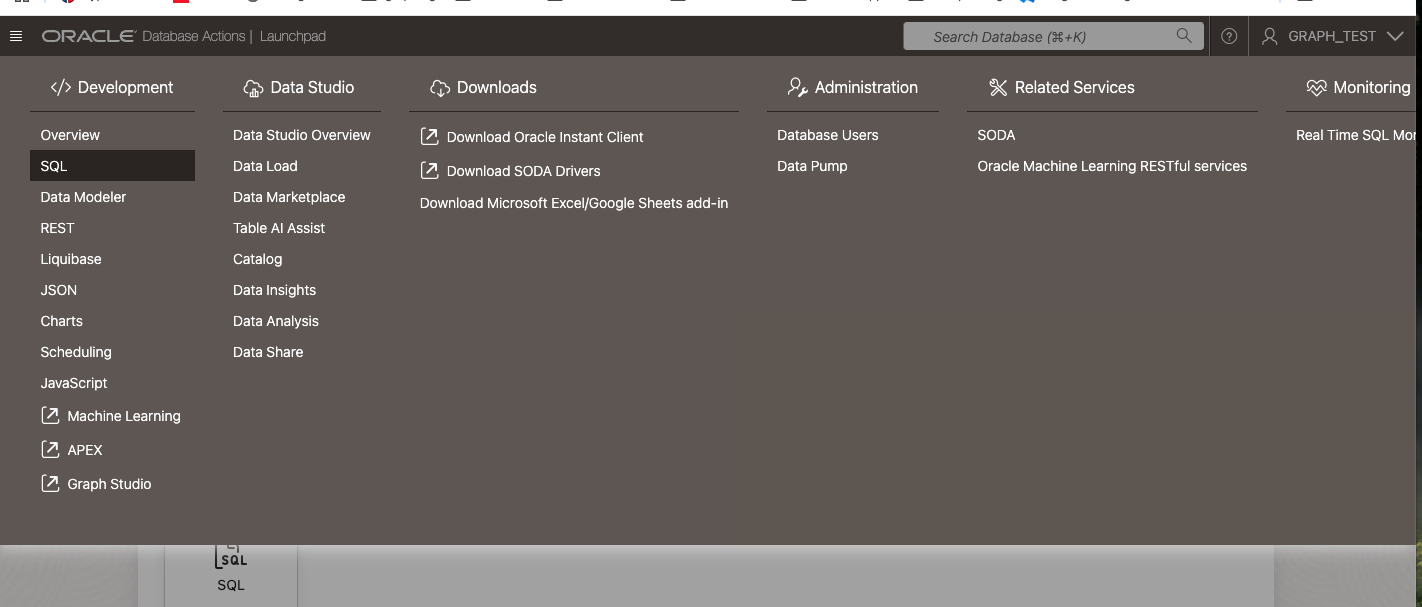 ORACLE Database Actions | Launchpad
Search Database (⌘+K)
GRAPH_TEST
Development
Overview
SQL
Data Modeler
REST
Liquibase
JSON
Charts
Scheduling
JavaScript
Machine Learning
APEX
Graph Studio
Data Studio
Data Studio Overview
Data Load
Data Marketplace
Table AI Assist
Catalog
Data Insights
Data Analysis
Data Share
Downloads
Download Oracle Instant Client
Download SODA Drivers
Download Microsoft Excel/Google Sheets add-in
Administration
Database Users
Data Pump
Related Services
SODA
Oracle Machine Learning RESTful services
Monitoring
Real Time SQL Mor
SQL
SQL